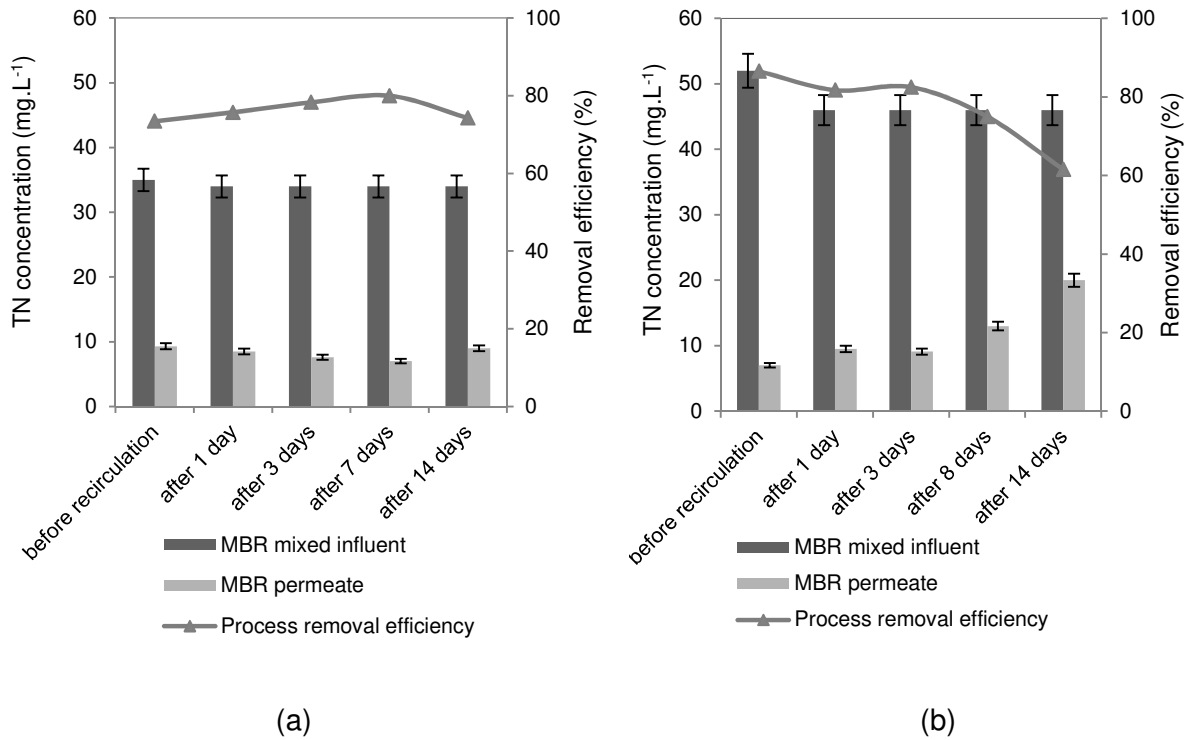 60
50
40
30
20
10
0
TN concentration (mg.L-1)
100
80
60
40
20
0
Removal efficiency (%)
before recirculation
after 1 day
after 3 days
after 7 days
after 14 days
MBR mixed influent
MBR permeate
Process removal efficiency
(a)
60
50
40
30
20
10
0
TN concentration (mg.L-1)
100
80
60
40
20
0
Removal efficiency (%)
before recirculation
after 1 day
after 3 days
after 8 days
after 14 days
MBR mixed influent
MBR permeate
Process removal efficiency
(b)